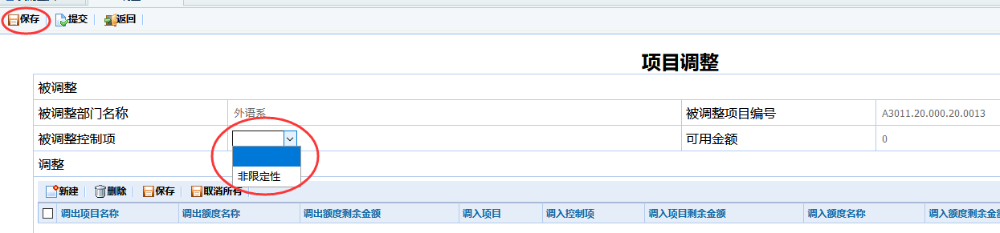 保存 提交 返回
项目调整
被调整
被调整部门名称 外语系 被调整项目编号 A3011.20.000.20.0013
被调整控制项 可用金额 0
非限定性
调整
新建 删除 保存 取消所有
调出项目名称 调出额度名称 调出额度剩余金额 调入项目 调入控制项 调入项目剩余金额 调入额度名称 调入额度剩余金